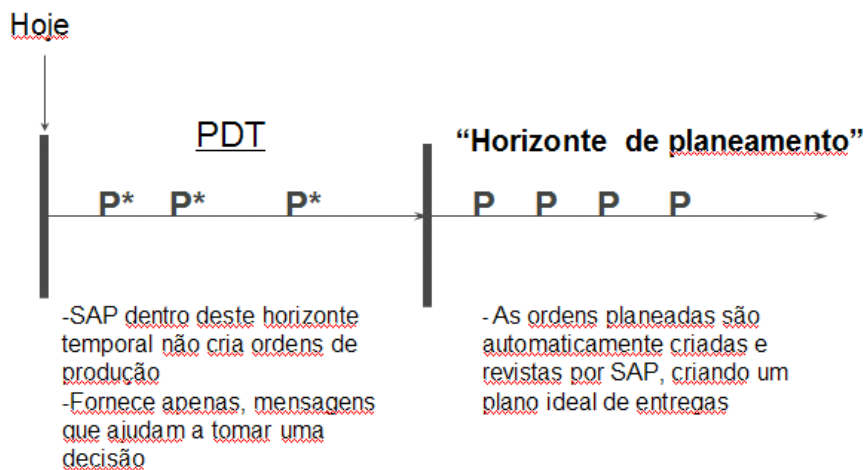 Hoje
PDT
“Horizonte de planeamento”
P* P* P*
P P P P
-SAP dentro deste horizonte
temporal não cria ordens de
produção
-Fornece apenas, mensagens
que ajudam a tomar uma
decisão
- As ordens planeadas são
automaticamente criadas e
revistas por SAP, criando um
plano ideal de entregas